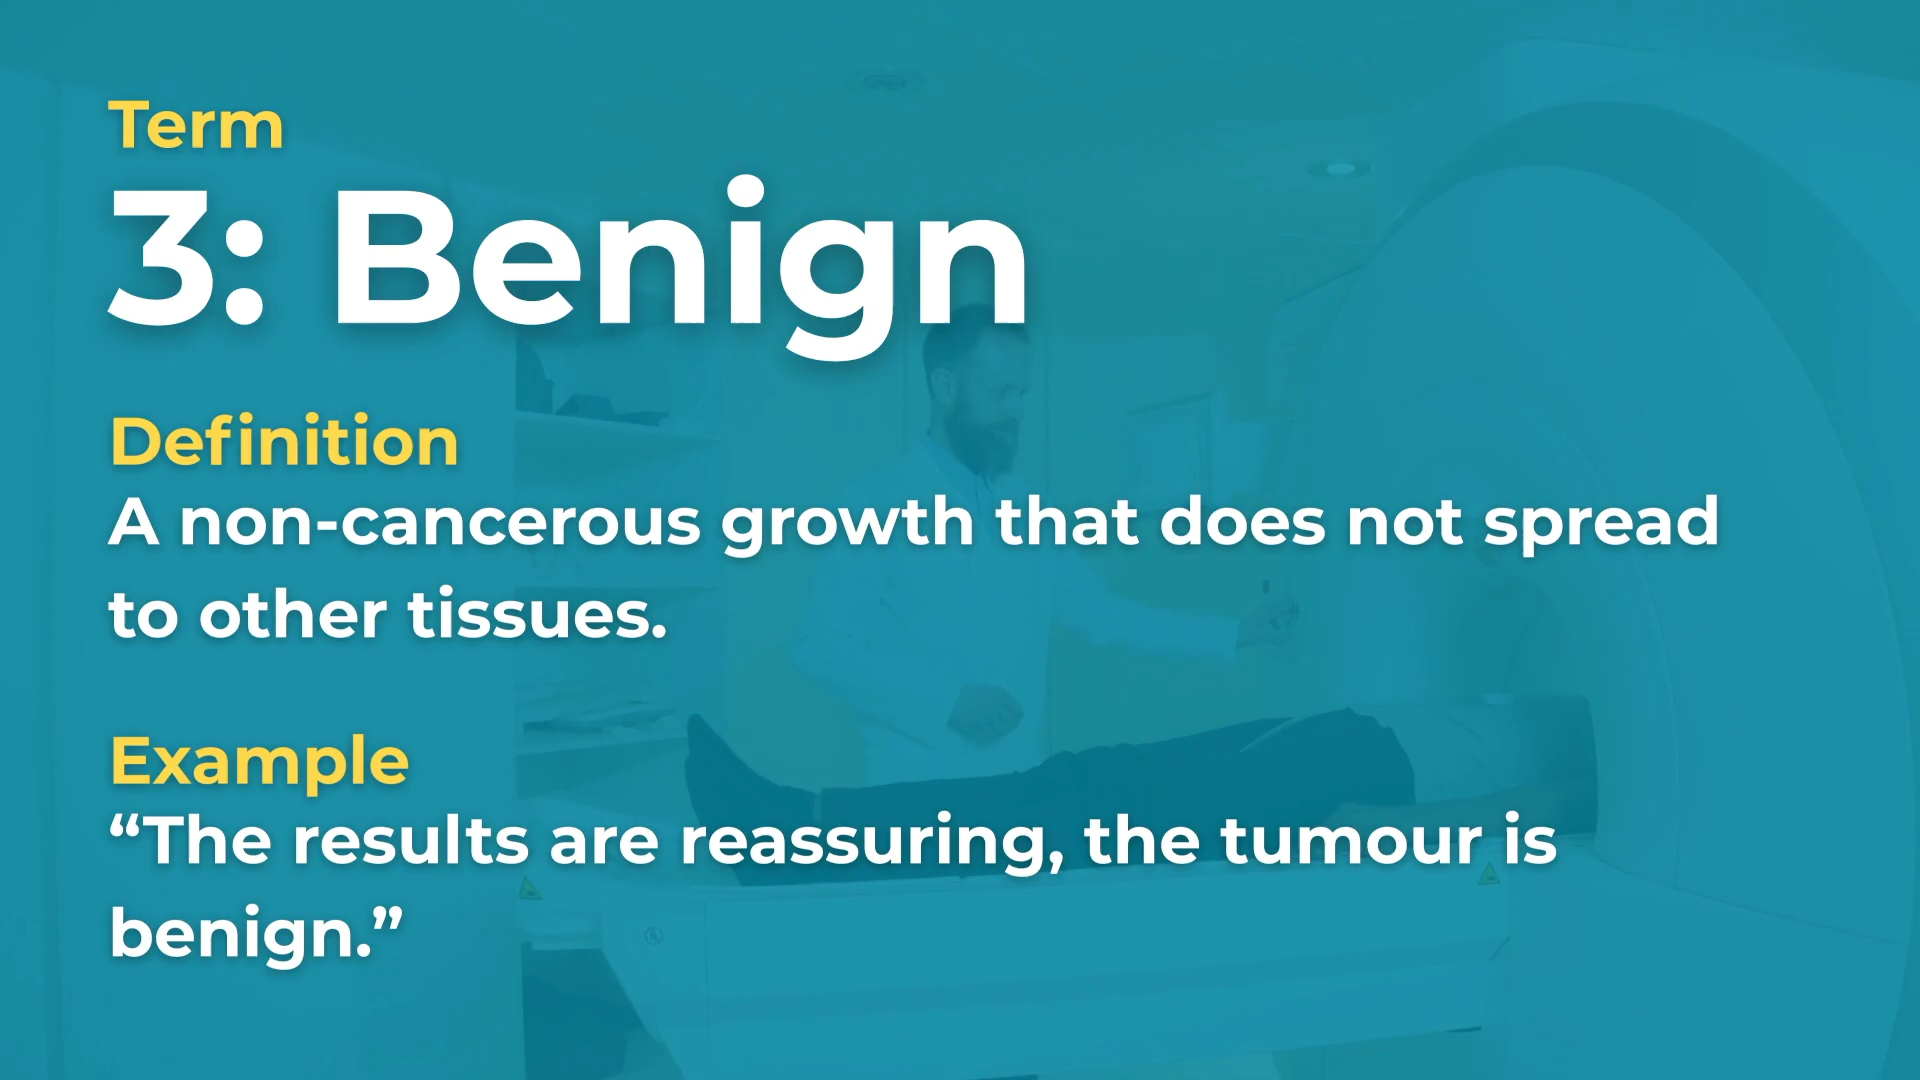 Term
3: Benign
Definition
A non-cancerous growth that does not spread
to other tissues.
Example
“The results are reassuring, the tumour is
benign.”